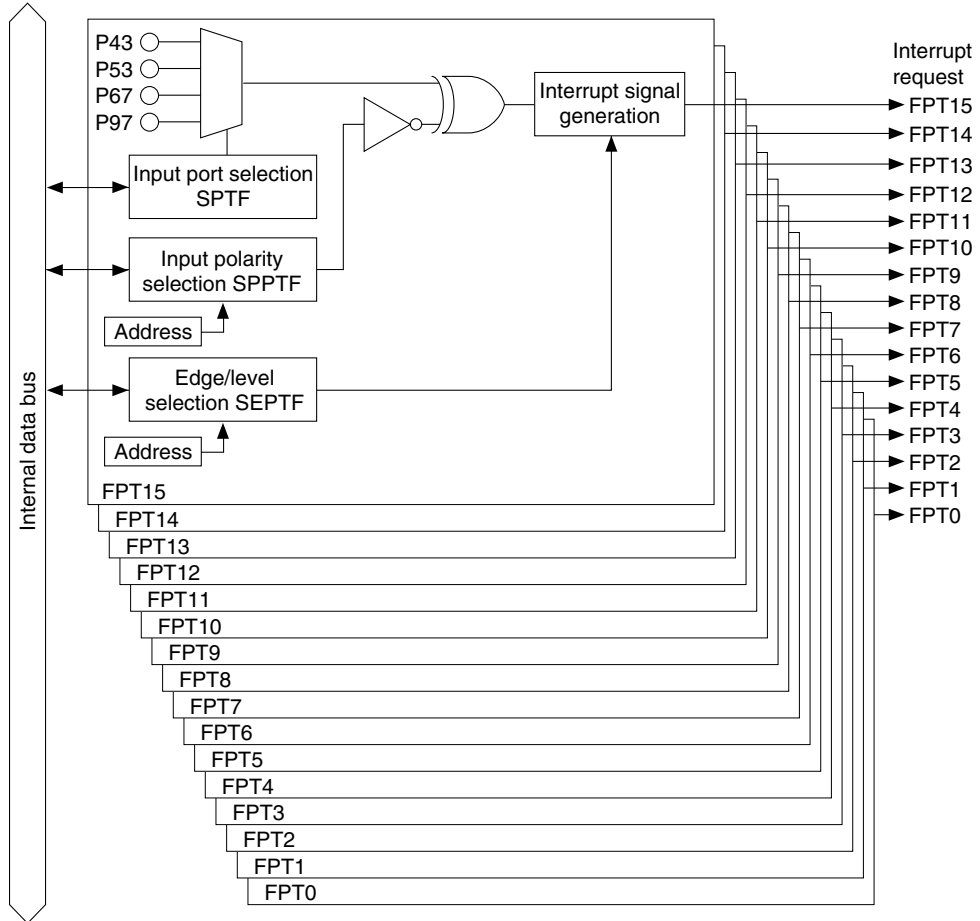 P43
P53
P67
P97
Input port selection
SPTF
Input polarity
selection SPPTF
Address
Edge/level
selection SEPTF
Address
Interrupt signal
generation
Internal data bus
Interrupt
request
FPT15
FPT14
FPT13
FPT12
FPT11
FPT10
FPT9
FPT8
FPT7
FPT6
FPT5
FPT4
FPT3
FPT2
FPT1
FPT0
FPT15
FPT14
FPT13
FPT12
FPT11
FPT10
FPT9
FPT8
FPT7
FPT6
FPT5
FPT4
FPT3
FPT2
FPT1
FPT0